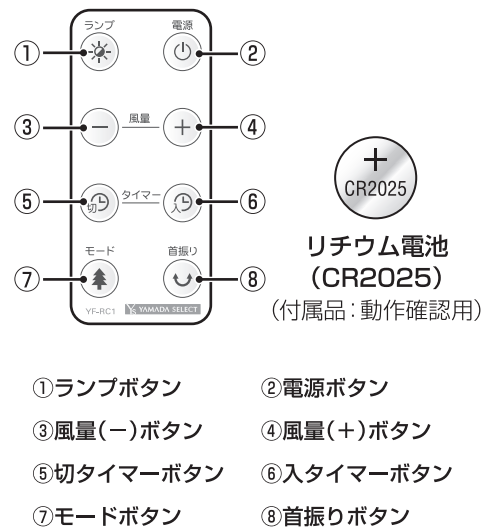 ランプ 電源
① ②
③ 風量 ④
CR2025
⑤ 切 タイマー 入 ⑥
リチウム電池
(CR2025)
モード 首振り
(付属品:動作確認用)
⑦ ⑧
YF-RC1 YS YAMADA SELECT
①ランプボタン ②電源ボタン
③風量(−)ボタン ④風量(+)ボタン
⑤切タイマーボタン ⑥入タイマーボタン
⑦モードボタン ⑧首振りボタン